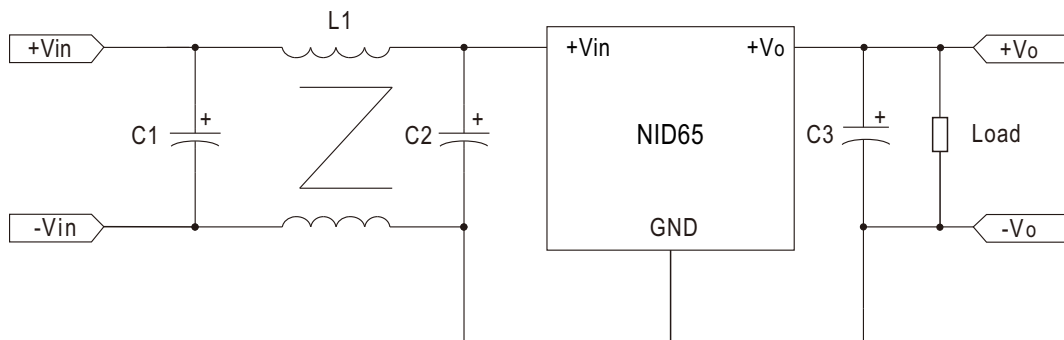 L1
+Vin
+Vin
+Vo
+Vo
+
C1
+
C2
NID65
+
C3
Load
-Vin
GND
-Vo